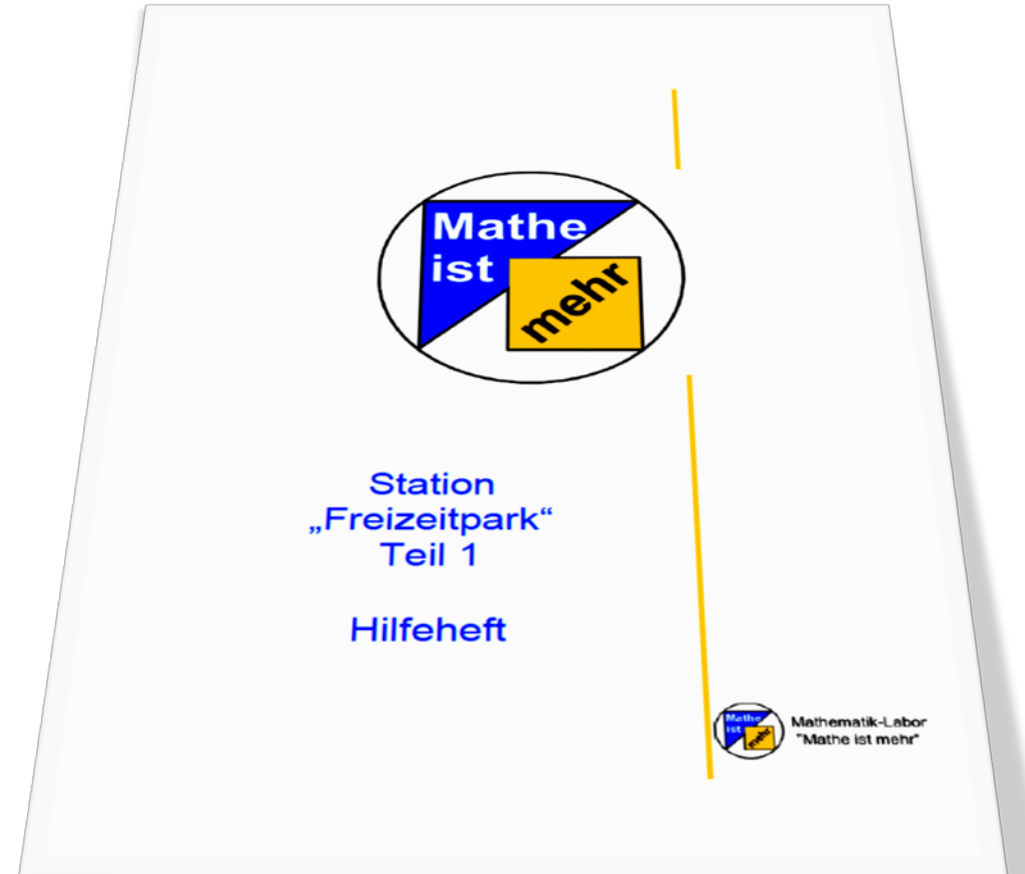 Mathe
ist
mehr
Station
„Freizeitpark“
Teil 1
Hilfeheft
Mathe
ist
mehr
Mathematik-Labor
"Mathe ist mehr"